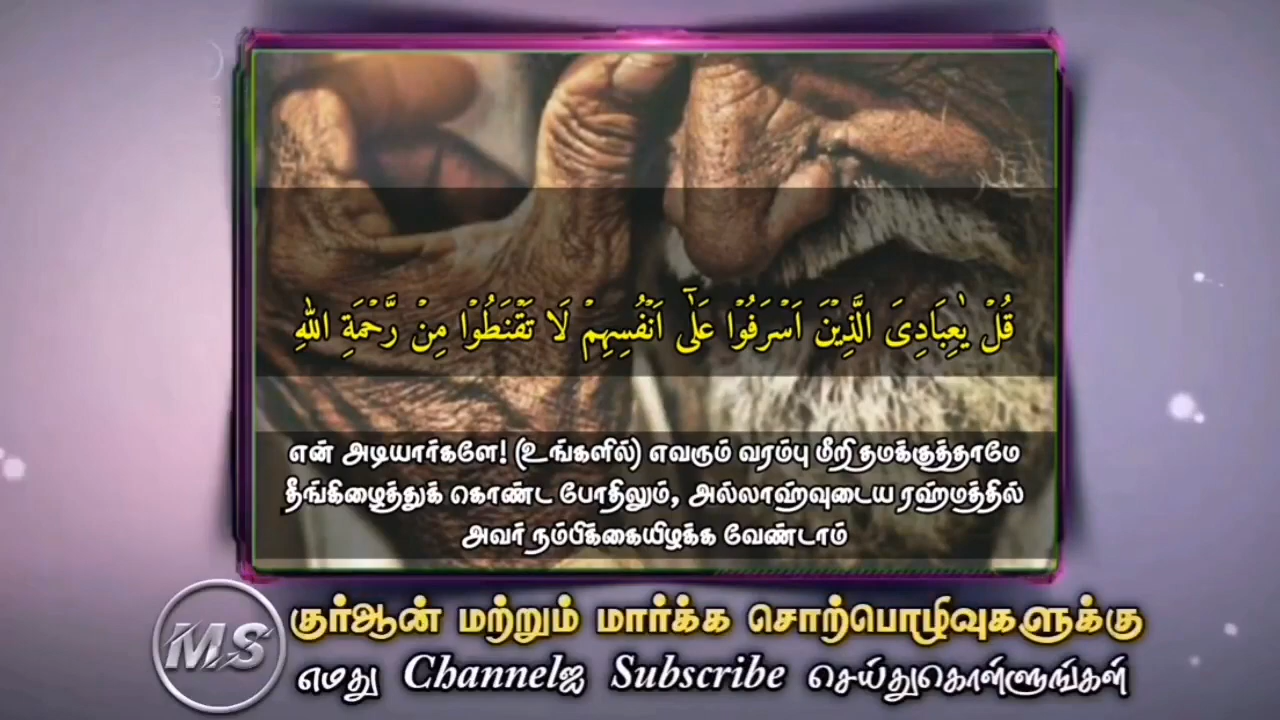 قُلْ يٰعِبَادِىَ الَّذِيْنَ اَسْرَفُوْا عَلٰٓى اَنْفُسِهِمْ لَا تَقْنَطُوْا مِنْ رَّحْمَةِ اللّٰهِ
என் அடியார்களே! (உங்களில்) எவரும் வரம்பு மீறி தமக்குத்தாமே
தீங்கிழைத்துக் கொண்ட போதிலும், அல்லாஹ்வுடைய ரஹ்மத்தில்
அவர் நம்பிக்கையிழக்க வேண்டாம்
MS
குர்ஆன் மற்றும் மார்க்க சொற்பொழிவுகளுக்கு
எமது Channelஐ Subscribe செய்துகொள்ளுங்கள்